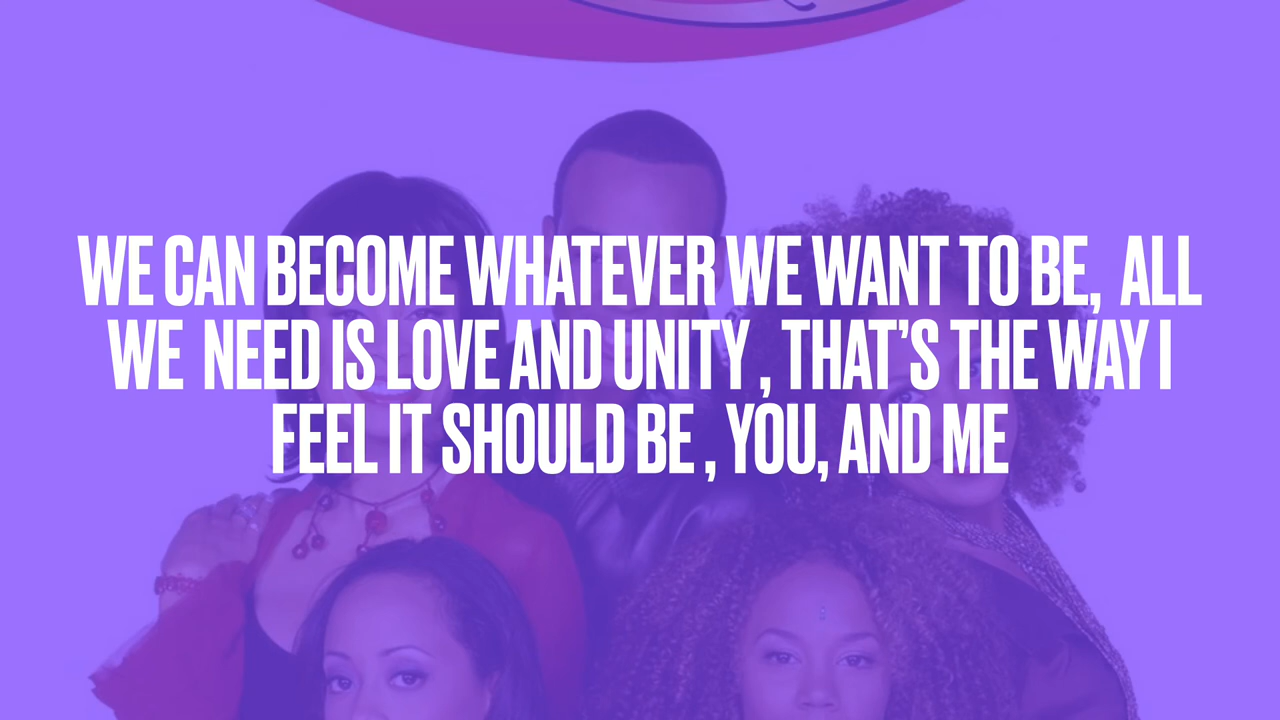 WE CAN BECOME WHATEVER WE WANT TO BE, ALL
WE NEED IS LOVE AND UNITY , THAT’S THE WAY I
FEEL IT SHOULD BE , YOU, AND ME